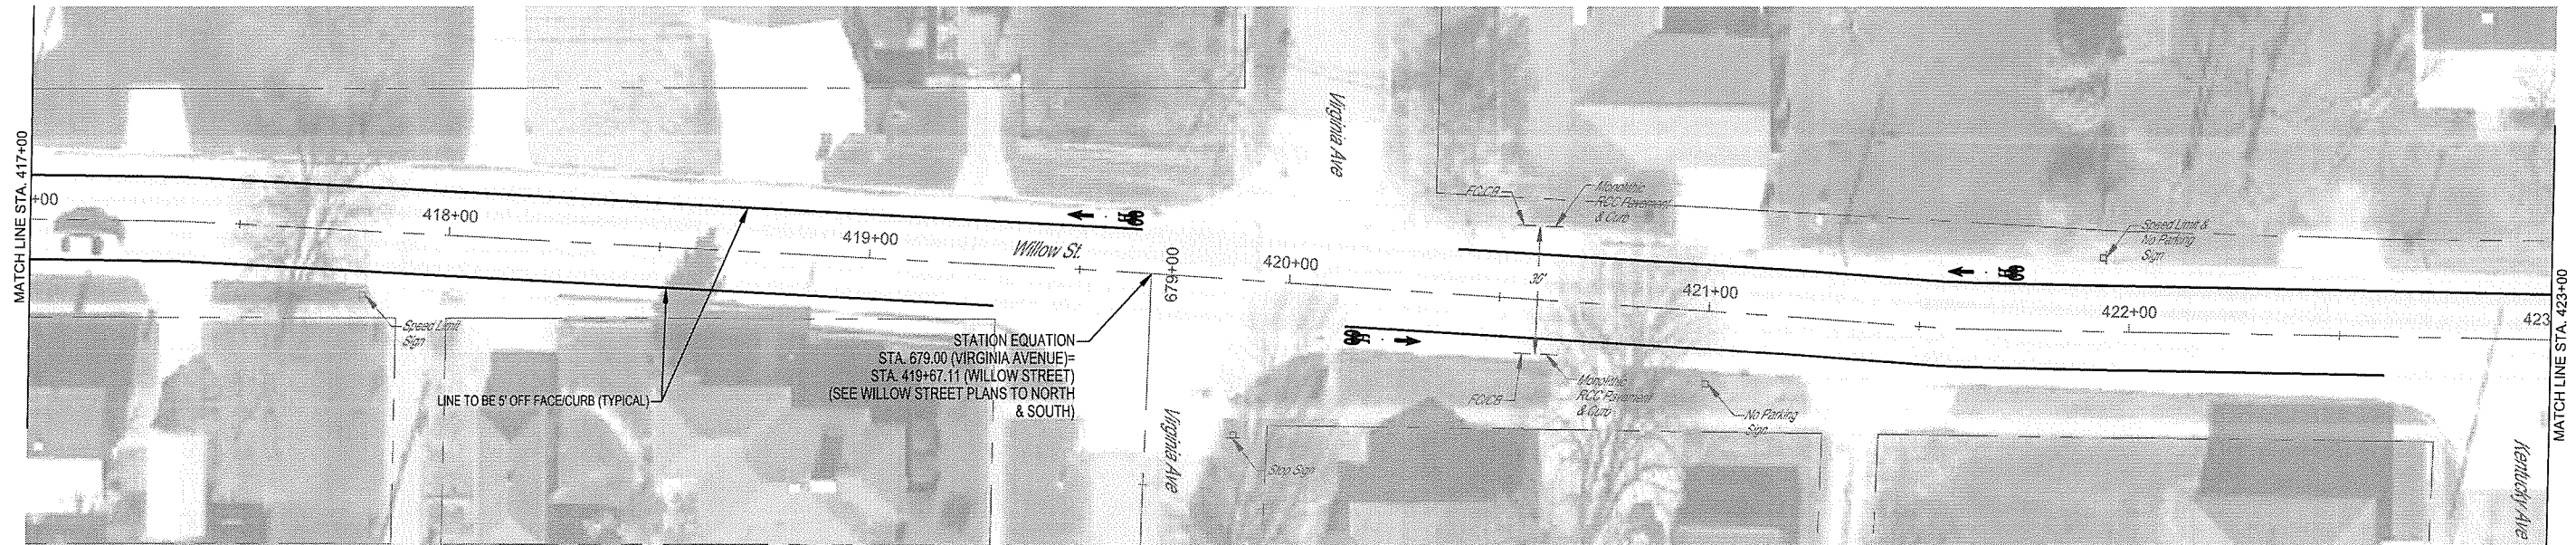 MATCH LINE STA. 417+00
+00
418+00
419+00
Willow St.
679+00
420+00
421+00
422+00
423
MATCH LINE STA. 423+00
Virginia Ave
Virginia Ave
Kentucky Ave
FC/CB
Monolithic
RCC Pavement
& Curb
36'
Speed Limit &
No Parking
Sign
Speed Limit
Sign
STATION EQUATION
STA. 679.00 (VIRGINIA AVENUE)=
STA. 419+67.11 (WILLOW STREET)
(SEE WILLOW STREET PLANS TO NORTH
& SOUTH)
LINE TO BE 5' OFF FACE/CURB (TYPICAL)
FC/CB
Monolithic
RCC Pavement
& Curb
No Parking
Sign
Stop Sign